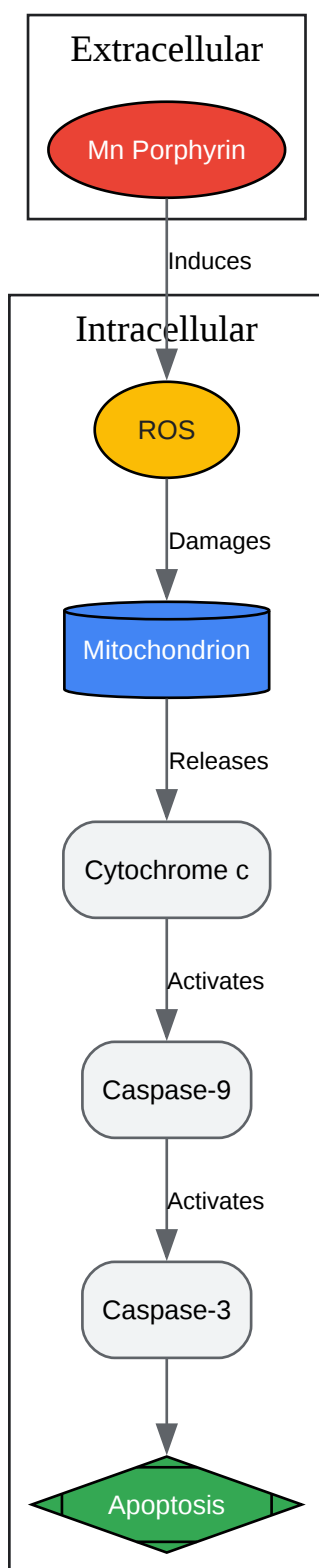 Extracellular
Mn Porphyrin
Induces
Intracellular
ROS
Damages
Mitochondrion
Releases
Cytochrome c
Activates
Caspase-9
Activates
Caspase-3
Apoptosis